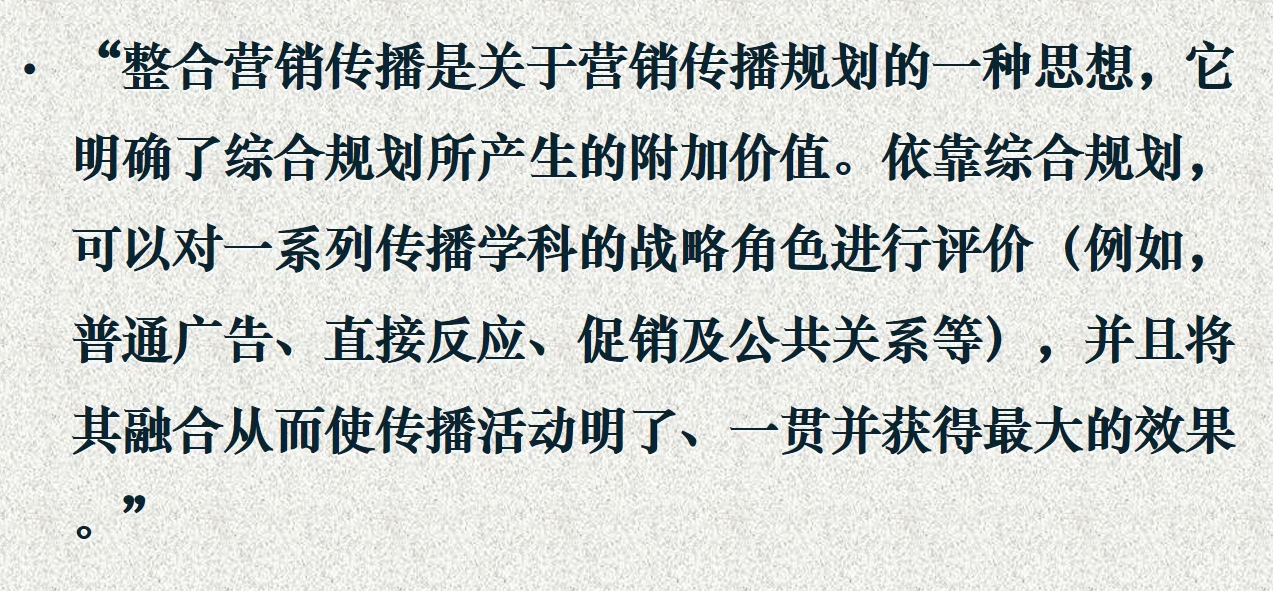 • “整合营销传播是关于营销传播规划的一种思想，它
明确了综合规划所产生的附加价值。依靠综合规划，
可以对一系列传播学科的战略角色进行评价（例如，
普通广告、直接反应、促销及公共关系等），并且将
其融合从而使传播活动明了、一贯并获得最大的效果
。”